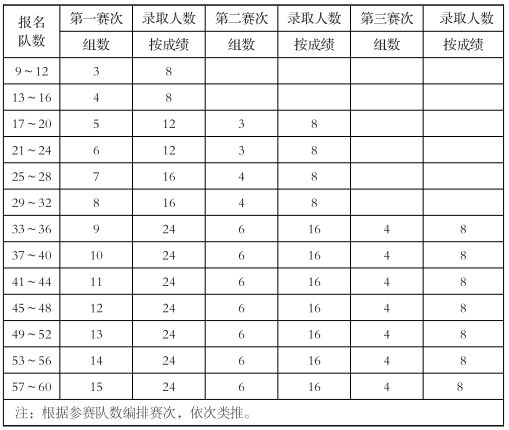 报名队数 第一赛次 录取人数 第二赛次 录取人数 第三赛次 录取人数
组数 按成绩 组数 按成绩 组数 按成绩
9～12 3 8
13～16 4 8
17～20 5 12 3 8
21～24 6 12 3 8
25～28 7 16 4 8
29～32 8 16 4 8
33～36 9 24 6 16 4 8
37～40 10 24 6 16 4 8
41～44 11 24 6 16 4 8
45～48 12 24 6 16 4 8
49～52 13 24 6 16 4 8
53～56 14 24 6 16 4 8
57～60 15 24 6 16 4 8
注：根据参赛队数编排赛次，依次类推。